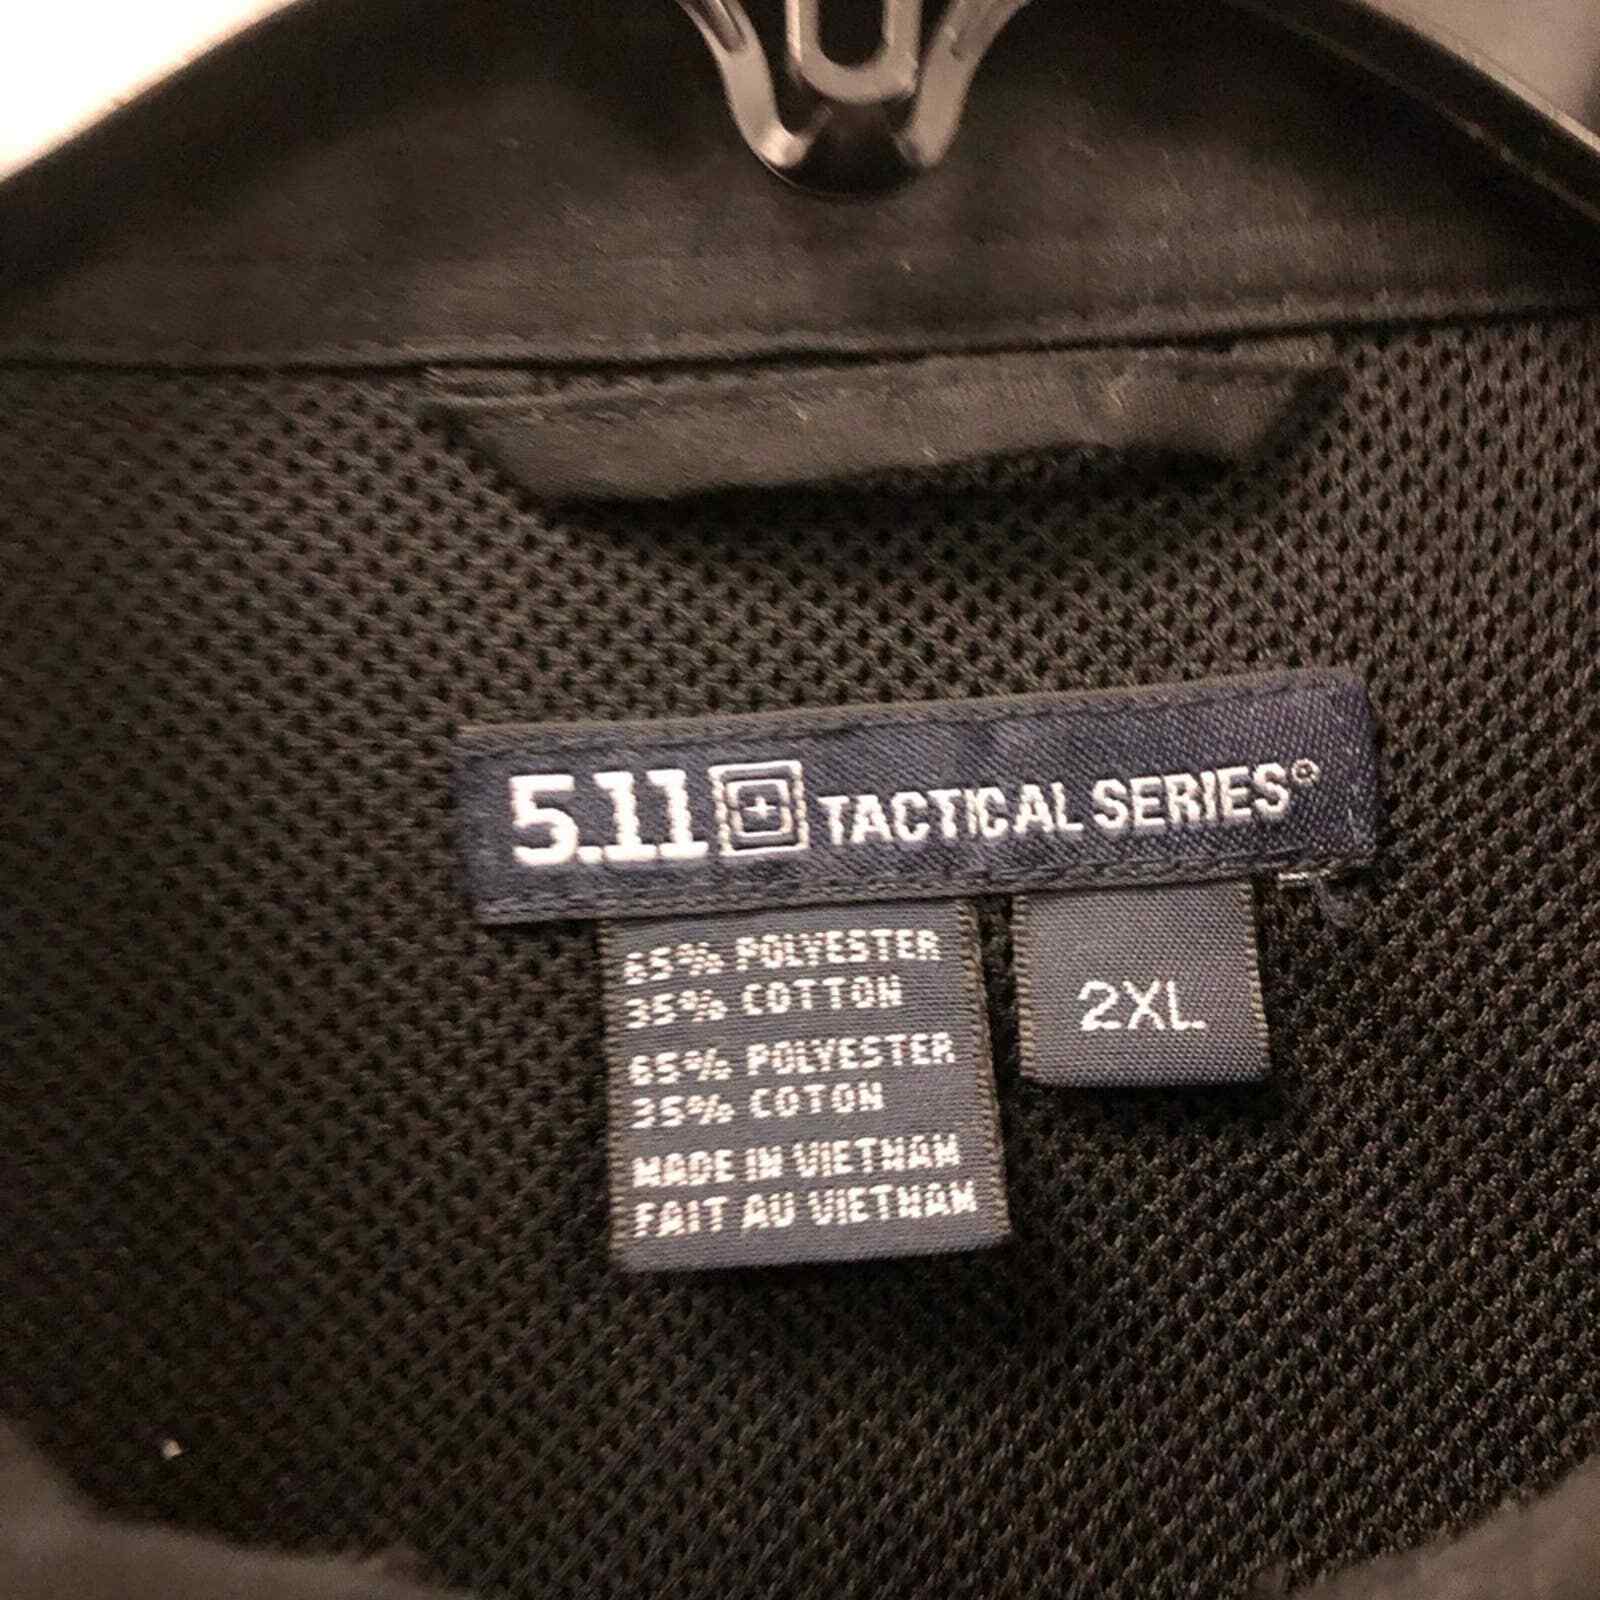 5.11 TACTICAL SERIES®
65% POLYESTER
35% COTTON
65% POLYESTER
35% COTON
MADE IN VIETNAM
FAIT AU VIETNAM
2XL